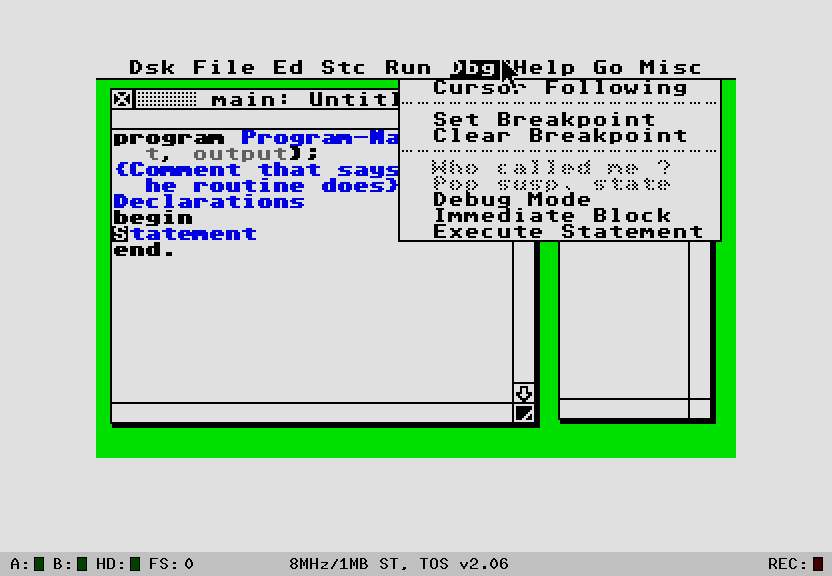 Dsk File Ed Stc Run Dbg Help Go Misc
main: Untitl
Cursor Following
Set Breakpoint
Clear Breakpoint
Who called me ?
Pop susp. state
Debug Mode
Immediate Block
Execute Statement
program Program-Na
t, output);
{Comment that says
he routine does}
Declarations
begin
Statement
end.
A: B: HD: FS: 0 8MHz/1MB ST, TOS v2.06 REC: